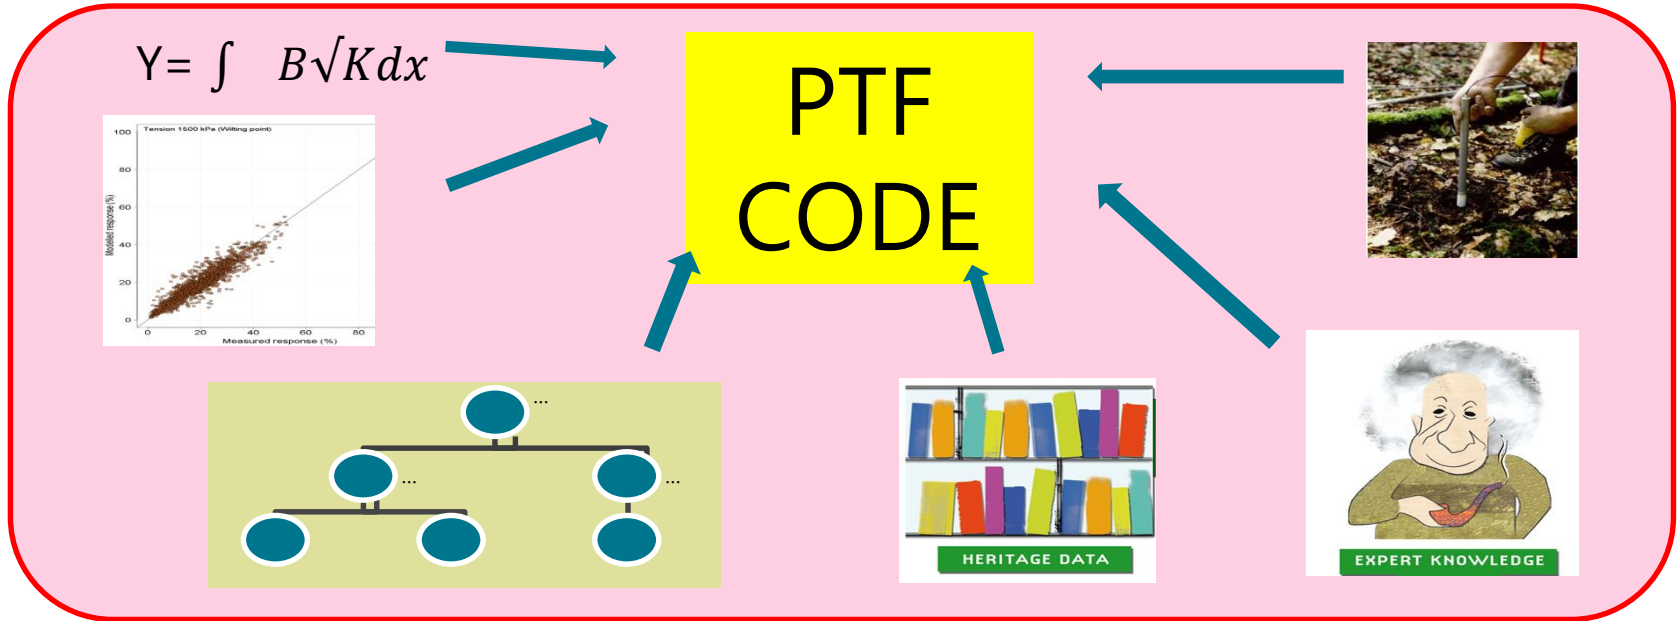 Y= ∫ B√Kdx
PTF
CODE
Tension 1500 kPa (Wilting point)
100
80
60
40
20
0
Modelled response (%)
0 20 40 60 80
Measured response (%)
...
...
...
HERITAGE DATA
EXPERT KNOWLEDGE